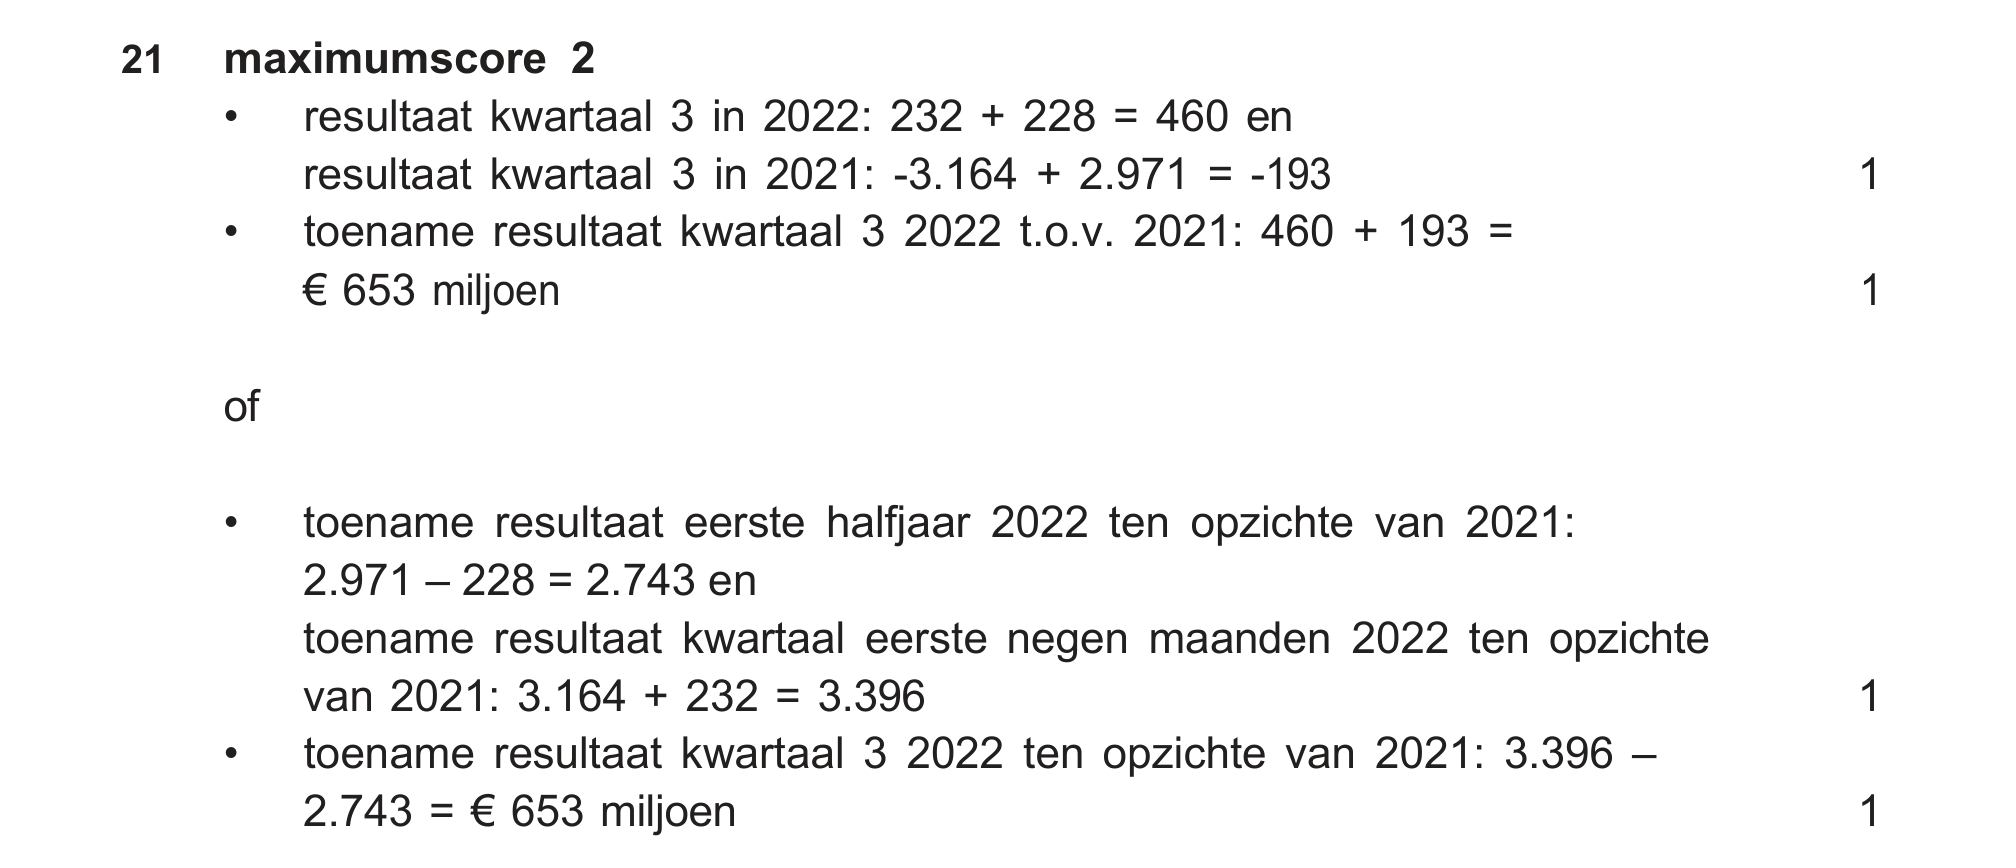 21 maximumscore 2
• resultaat kwartaal 3 in 2022: 232 + 228 = 460 en
resultaat kwartaal 3 in 2021: -3.164 + 2.971 = -193 1
• toename resultaat kwartaal 3 2022 t.o.v. 2021: 460 + 193 =
€ 653 miljoen 1
of
• toename resultaat eerste halfjaar 2022 ten opzichte van 2021:
2.971 – 228 = 2.743 en
toename resultaat kwartaal eerste negen maanden 2022 ten opzichte
van 2021: 3.164 + 232 = 3.396 1
• toename resultaat kwartaal 3 2022 ten opzichte van 2021: 3.396 –
2.743 = € 653 miljoen 1